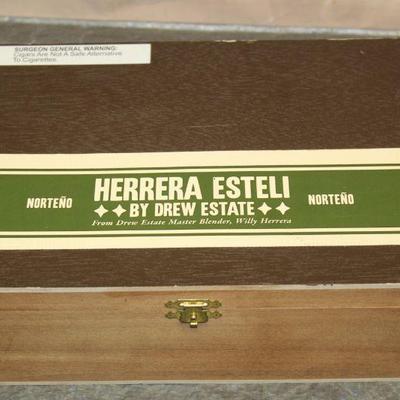 SURGEON GENERAL WARNING:
Cigars Are Not A Safe Alternative
To Cigarettes.
HERRERA ESTELI
NORTEÑO
BY DREW ESTATE
NORTEÑO
From Drew Estate Master Blender, Willy Herrera